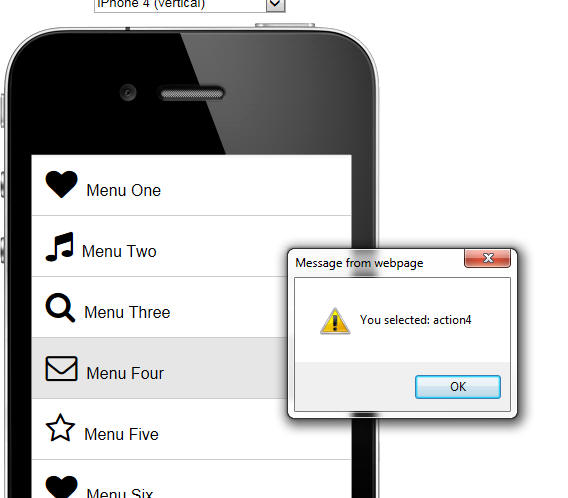 iPhone 4 (vertical)
Menu One
Menu Two
Message from webpage
Menu Three
You selected: action4
Menu Four
OK
Menu Five
Menu Six